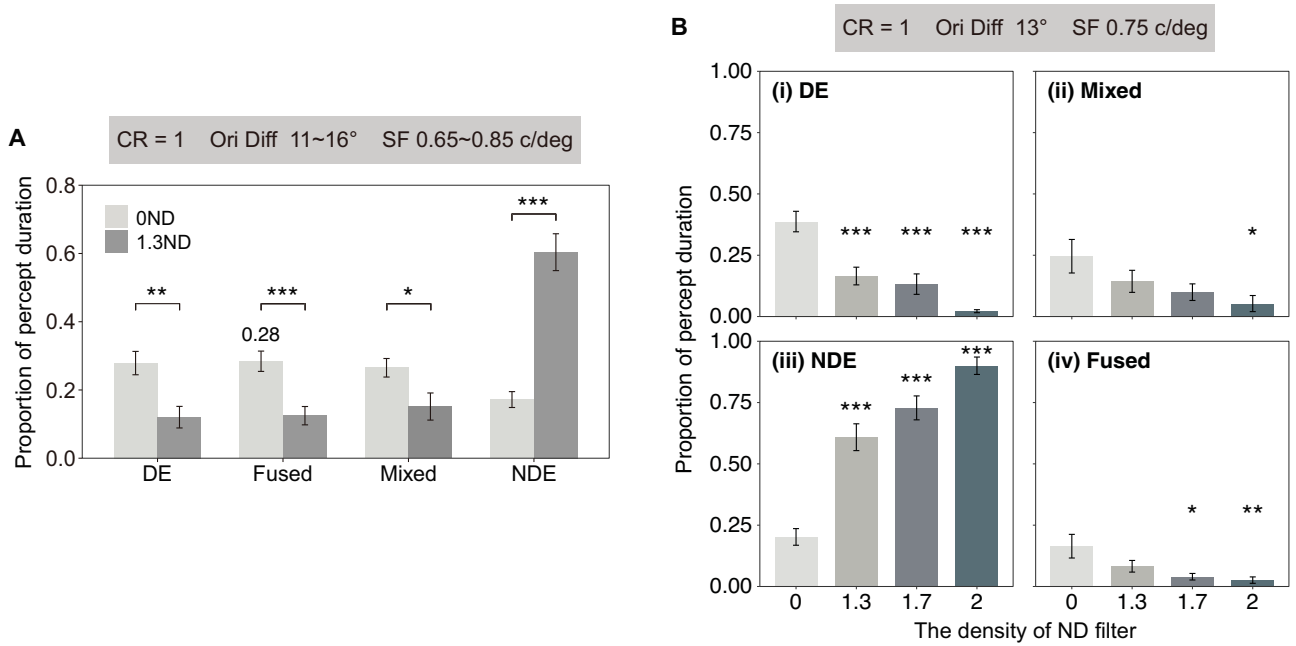 A
CR = 1 Ori Diff 11~16° SF 0.65~0.85 c/deg
Proportion of percept duration
0.8
0.6
0.4
0.2
0.0
0ND
1.3ND
**
***
*
***
0.28
DE Fused Mixed NDE
B
CR = 1 Ori Diff 13° SF 0.75 c/deg
Proportion of percept duration
1.00
0.75
0.50
0.25
0.00
(i) DE
*** *** ***
(ii) Mixed
*
1.00
0.75
0.50
0.25
0.00
(iii) NDE
*** *** ***
(iv) Fused
* **
0 1.3 1.7 2
0 1.3 1.7 2
The density of ND filter